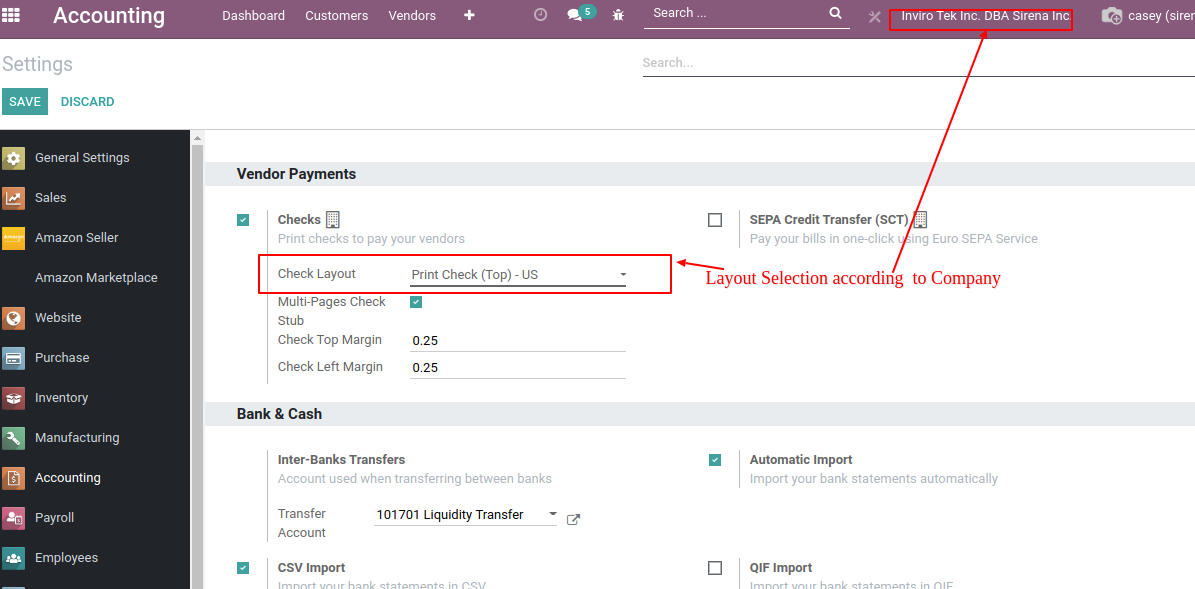 Accounting Dashboard Customers Vendors 5 Search ... Inviro Tek Inc. DBA Sirena Inc. casey (siren
Settings Search...
SAVE DISCARD
General Settings
Sales
Amazon Seller
Amazon Marketplace
Website
Purchase
Inventory
Manufacturing
Accounting
Payroll
Employees
Vendor Payments
Checks
Print checks to pay your vendors
SEPA Credit Transfer (SCT)
Pay your bills in one-click using Euro SEPA Service
Check Layout Print Check (Top) - US
Layout Selection according to Company
Multi-Pages Check
Stub
Check Top Margin 0.25
Check Left Margin 0.25
Bank & Cash
Inter-Banks Transfers
Account used when transferring between banks
Automatic Import
Import your bank statements automatically
Transfer
Account
101701 Liquidity Transfer
CSV Import
Import your bank statements in CSV
QIF Import
Import your bank statements in QIF